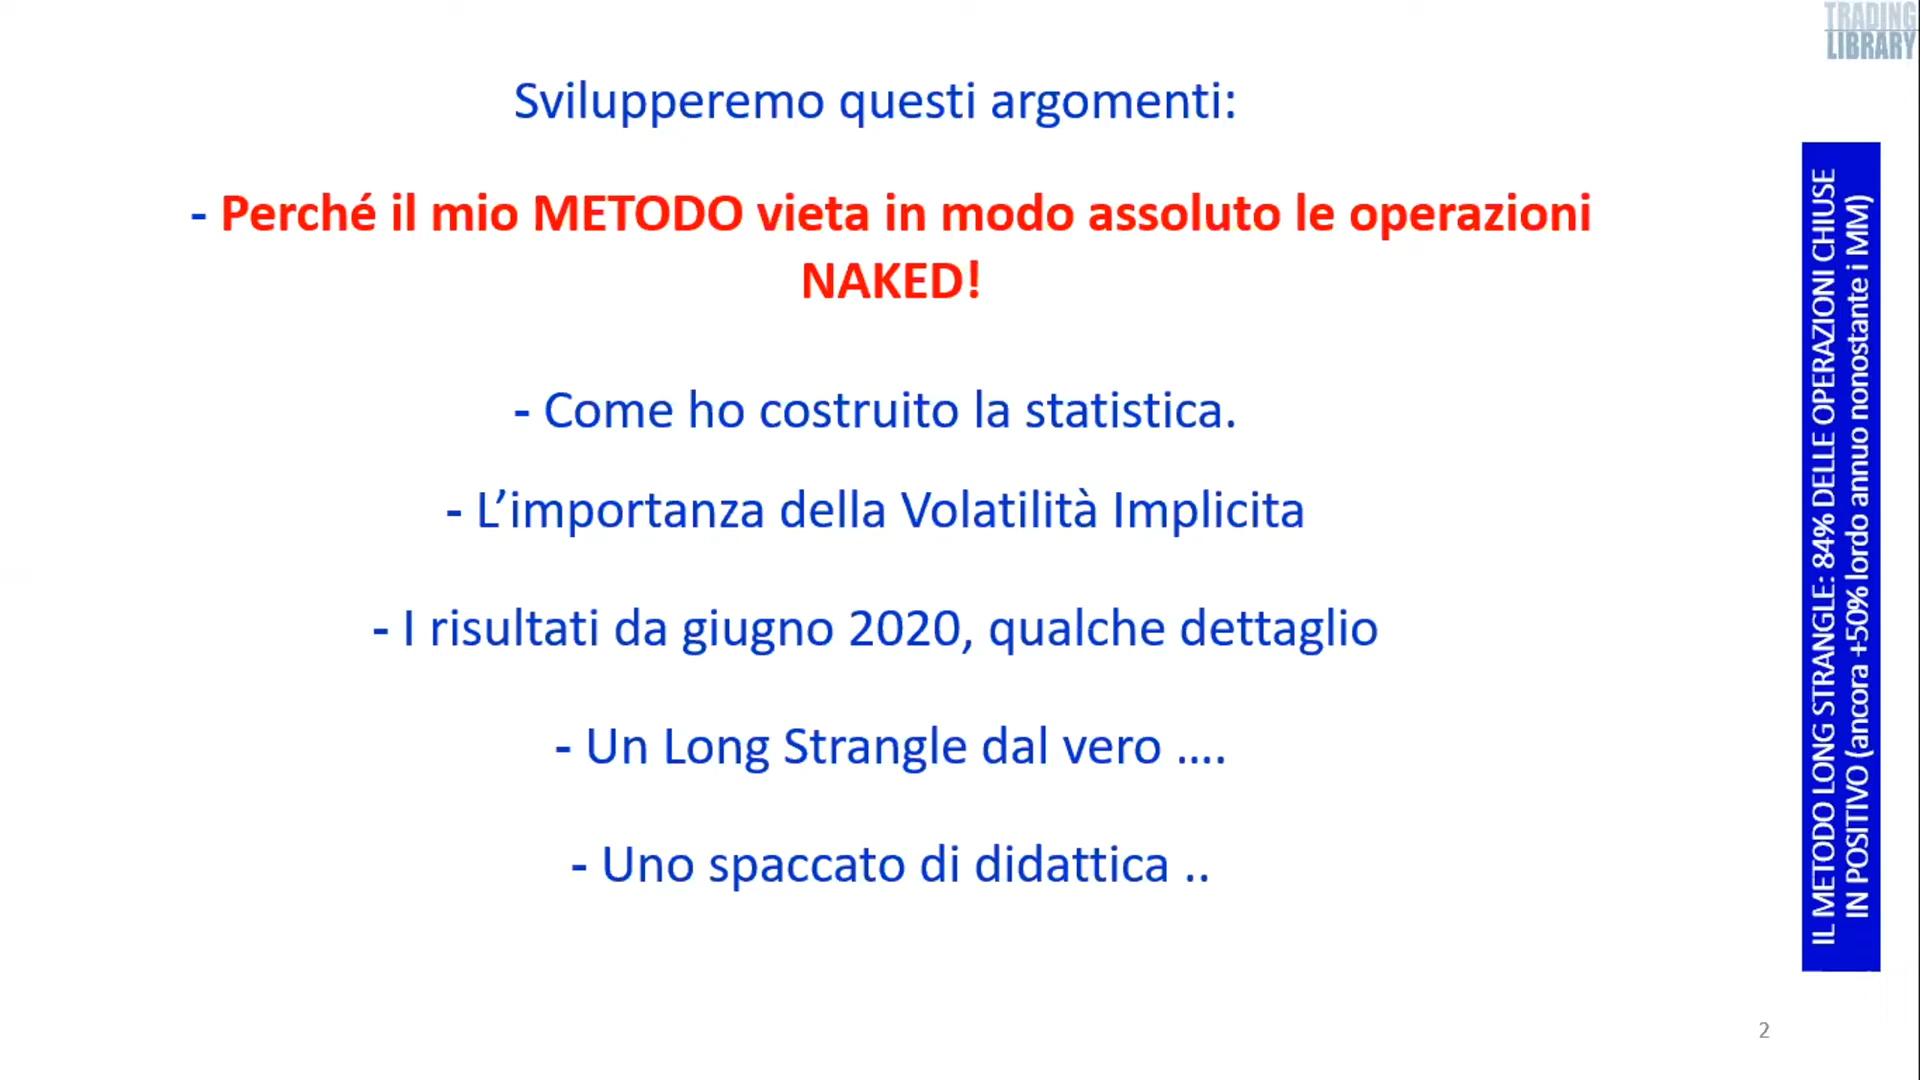 TRADING
LIBRARY
Svilupperemo questi argomenti:
- Perché il mio METODO vieta in modo assoluto le operazioni
NAKED!
- Come ho costruito la statistica.
- L’importanza della Volatilità Implicita
- I risultati da giugno 2020, qualche dettaglio
- Un Long Strangle dal vero ....
- Uno spaccato di didattica ..
IL METODO LONG STRANGLE: 84% DELLE OPERAZIONI CHIUSE
IN POSITIVO (ancora +50% lordo annuo nonostante i MM)
2